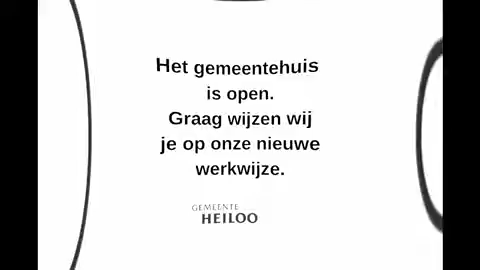 Het gemeentehuis
is open.
Graag wijzen wij
je op onze nieuwe
werkwijze.
GEMEENTE
HEILOO